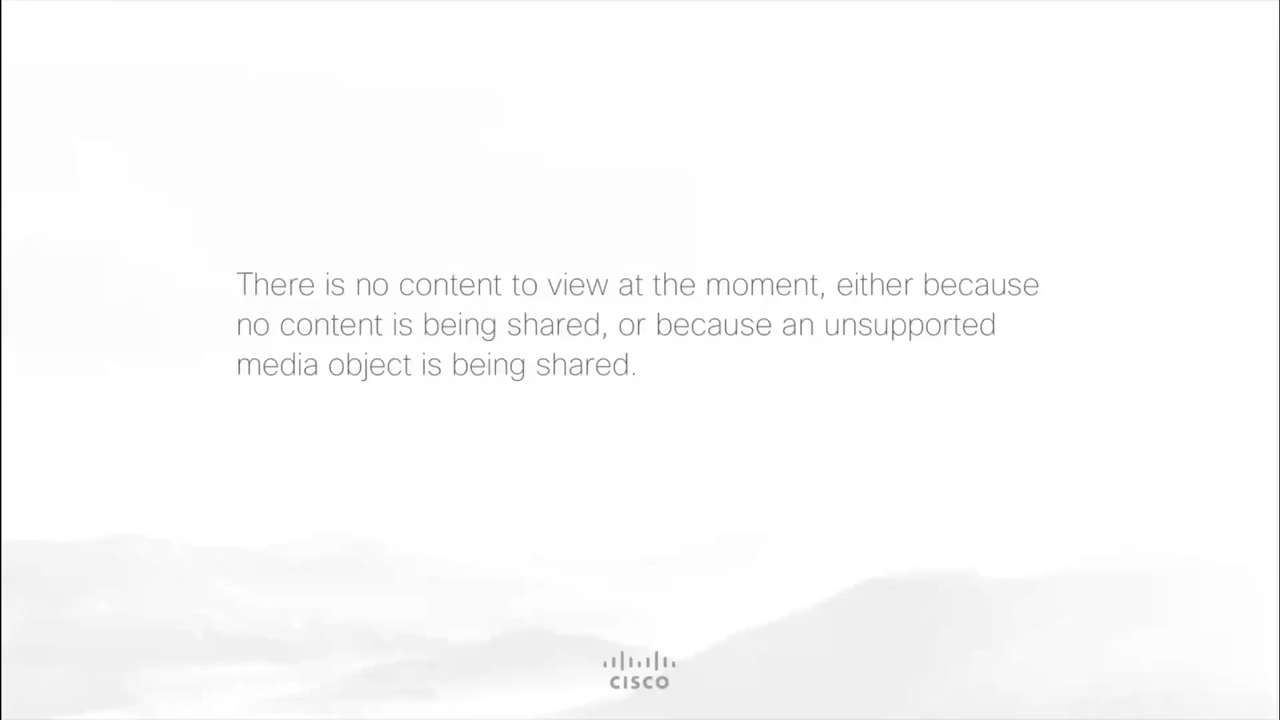 There is no content to view at the moment, either because
no content is being shared, or because an unsupported
media object is being shared.
CISCO